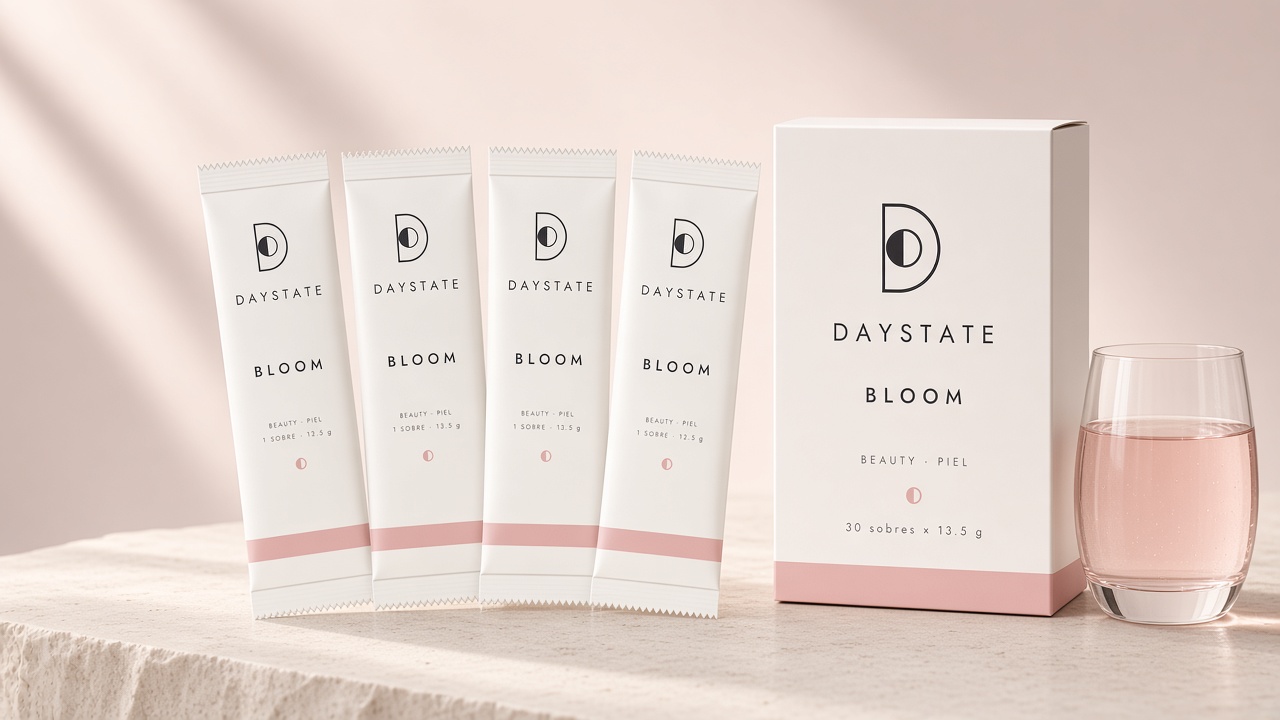 DAYSTATE
BLOOM
BEAUTY · PIEL
1 SOBRE · 12.5 g
DAYSTATE
BLOOM
BEAUTY · PIEL
1 SOBRE · 13.5 g
DAYSTATE
BLOOM
BEAUTY · PIEL
1 SOBRE · 13.5 g
DAYSTATE
BLOOM
BEAUTY · PIEL
1 SOBRE · 12.5 g
DAYSTATE
BLOOM
BEAUTY · PIEL
30 sobres x 13.5 g